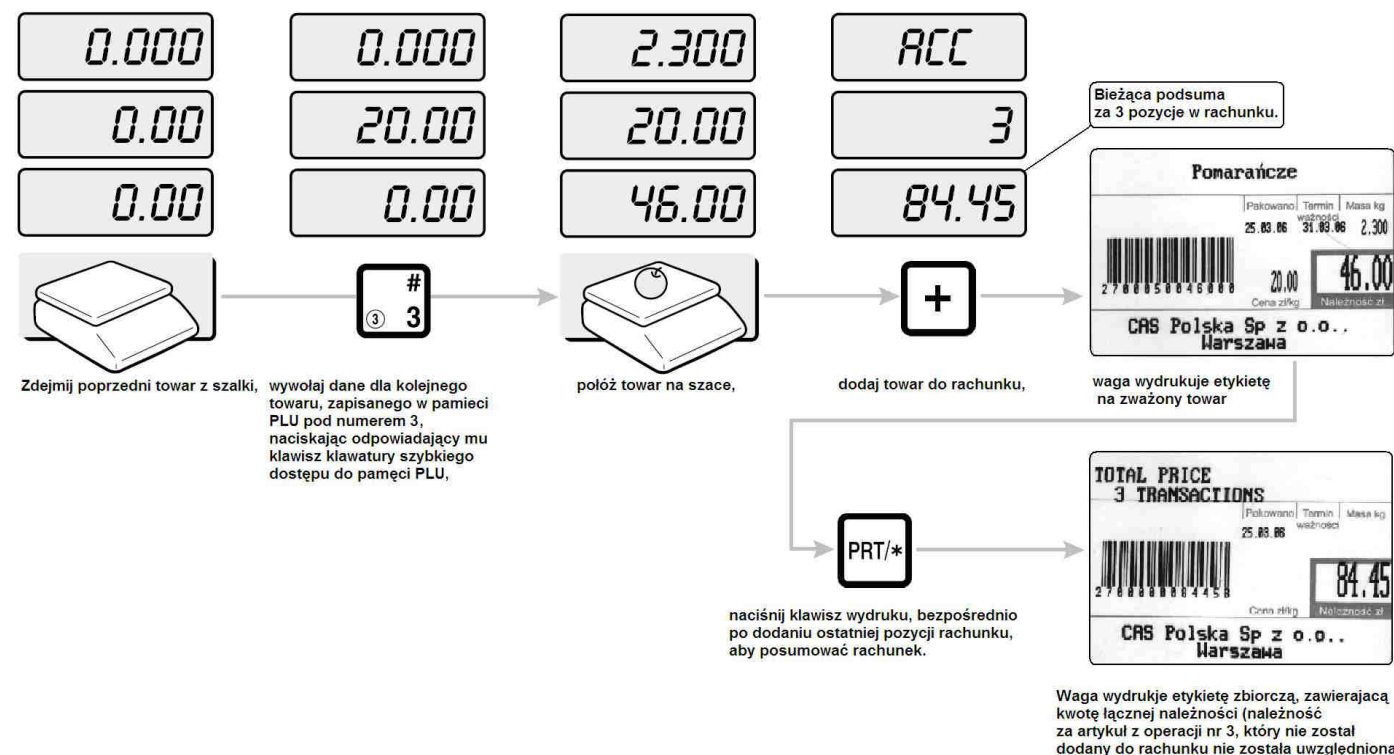 0.000
0.00
0.00
0.000
20.00
0.00
2.300
20.00
46.00
ACC
3
84.45
Bieżąca podsuma
za 3 pozycje w rachunku.
# 
③ 3
+
Zdejmij poprzedni towar z szalki,
wywołaj dane dla kolejnego
towaru, zapisanego w pamieci
PLU pod numerem 3,
naciskając odpowiadający mu
klawisz klawatury szybkiego
dostępu do pamęci PLU,
połóż towar na szace,
dodaj towar do rachunku,
Pomarańcze
Pakowano Termin ważności Masa kg
25.03.06 31.03.06 2,300
20.00 46.00
Cena zł/kg Należność zł
CAS Polska Sp z o.o..
Warszawa
waga wydrukuje etykietę
na zważony towar
PRT/*
naciśnij klawisz wydruku, bezpośrednio
po dodaniu ostatniej pozycji rachunku,
aby posumować rachunek.
TOTAL PRICE
3 TRANSACTIONS
Pakowano Termin ważności Masa kg
25.03.06
84.45
Cena zł/kg Należność zł
CAS Polska Sp z o.o..
Warszawa
Waga wydrukje etykietę zbiorczą, zawierajacą
kwotę łącznej należności (należność
za artykuł z operacji nr 3, który nie został
dodany do rachunku nie została uwzględniona